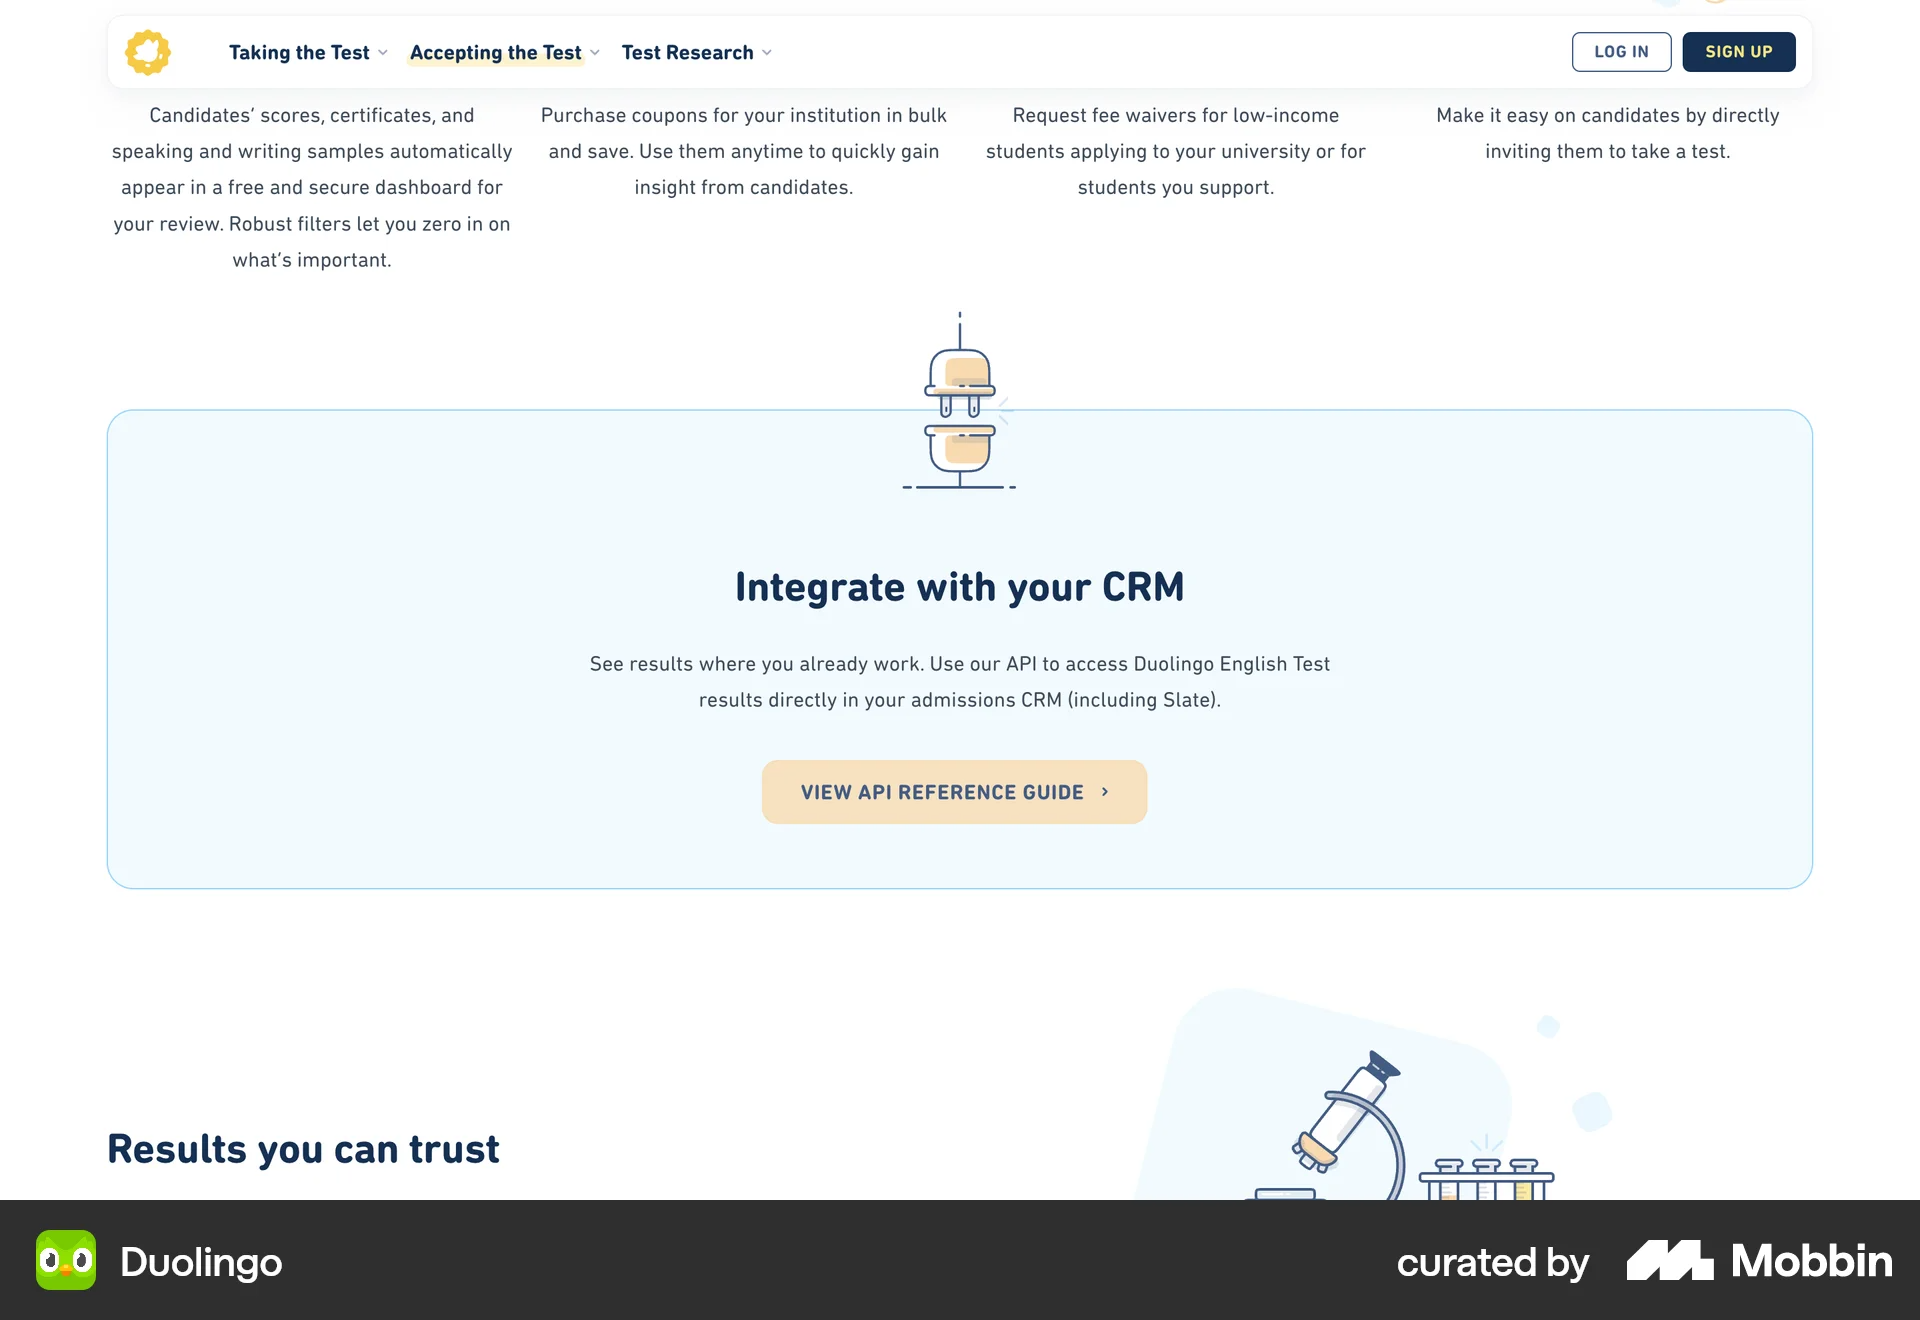 Taking the Test
Accepting the Test
Test Research
LOG IN
SIGN UP
Candidates’ scores, certificates, and
speaking and writing samples automatically
appear in a free and secure dashboard for
your review. Robust filters let you zero in on
what’s important.
Purchase coupons for your institution in bulk
and save. Use them anytime to quickly gain
insight from candidates.
Request fee waivers for low-income
students applying to your university or for
students you support.
Make it easy on candidates by directly
inviting them to take a test.
Integrate with your CRM
See results where you already work. Use our API to access Duolingo English Test
results directly in your admissions CRM (including Slate).
VIEW API REFERENCE GUIDE
Results you can trust
Duolingo
curated by
Mobbin